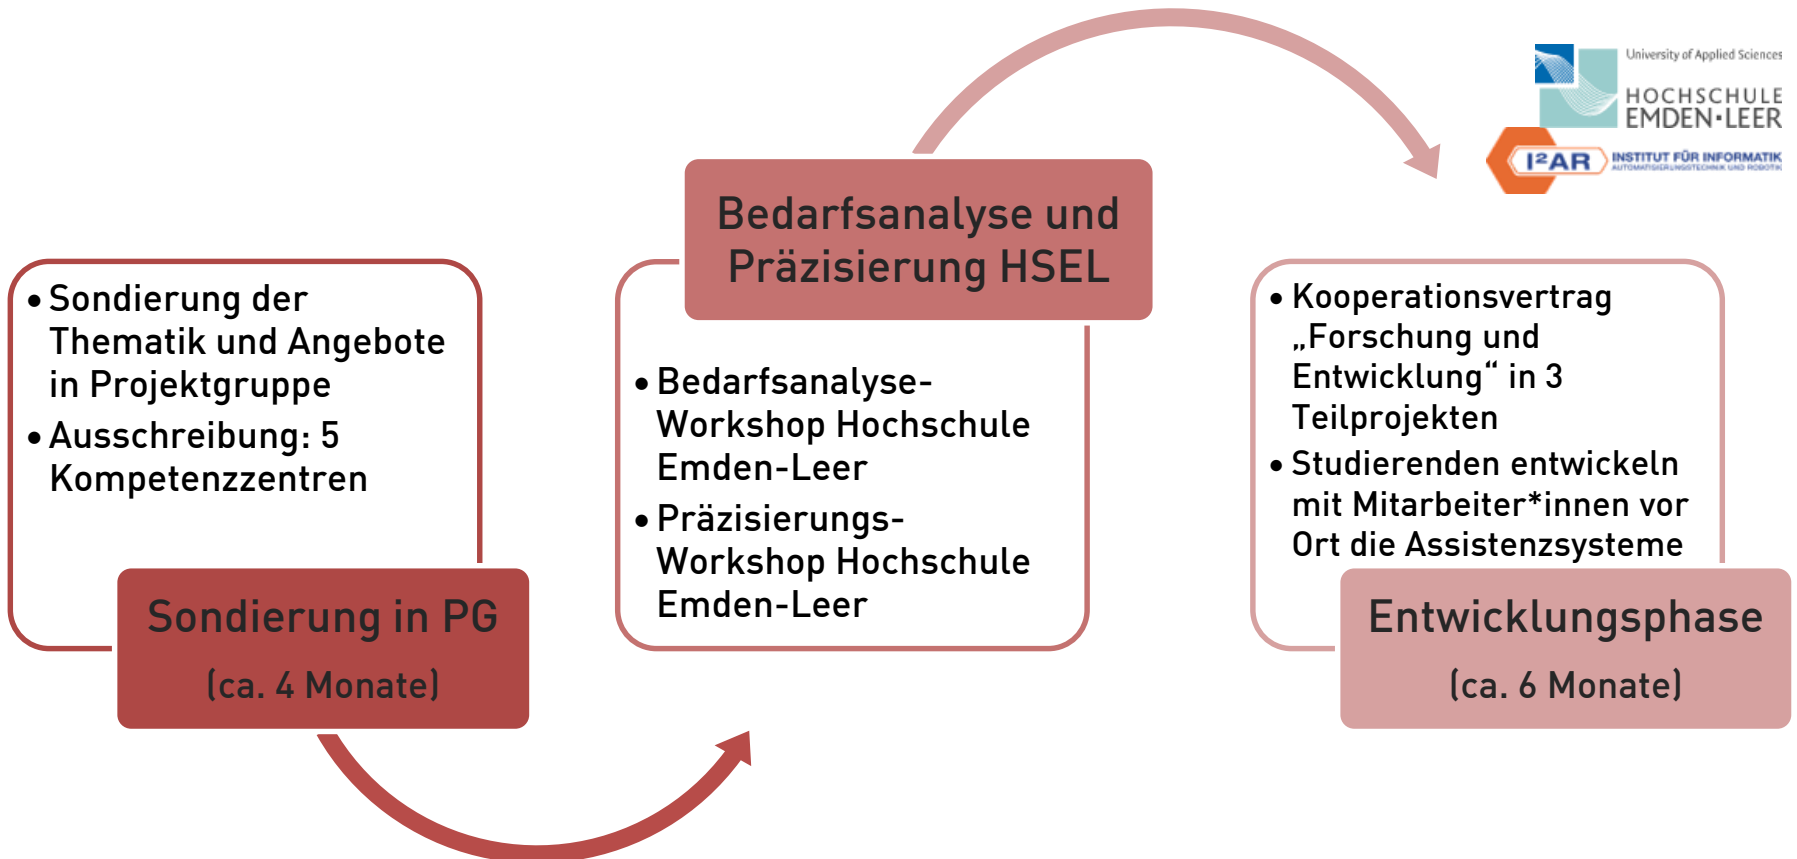 University of Applied Sciences
HOCHSCHULE
EMDEN•LEER
I²AR
INSTITUT FÜR INFORMATIK
AUTOMATISIERUNGSTECHNIK UND ROBOTIK
• Sondierung der
Thematik und Angebote
in Projektgruppe
• Ausschreibung: 5
Kompetenzzentren
Sondierung in PG
(ca. 4 Monate)
Bedarfsanalyse und
Präzisierung HSEL
• Bedarfsanalyse-
Workshop Hochschule
Emden-Leer
• Präzisierungs-
Workshop Hochschule
Emden-Leer
• Kooperationsvertrag
„Forschung und
Entwicklung“ in 3
Teilprojekten
• Studierenden entwickeln
mit Mitarbeiter*innen vor
Ort die Assistenzsysteme
Entwicklungsphase
(ca. 6 Monate)